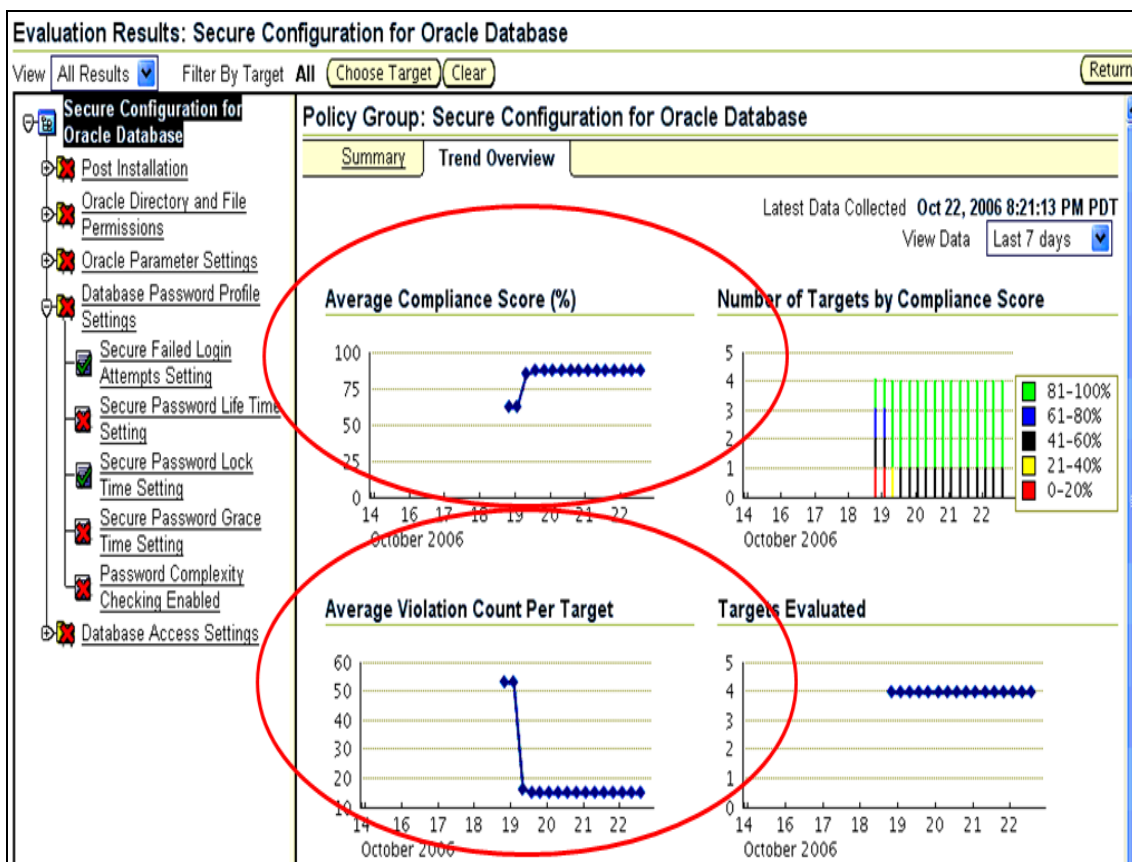 Evaluation Results: Secure Configuration for Oracle Database
View All Results Filter By Target All Choose Target Clear Return
Secure Configuration for
Oracle Database
Post Installation
Oracle Directory and File
Permissions
Oracle Parameter Settings
Database Password Profile
Settings
Secure Failed Login
Attempts Setting
Secure Password Life Time
Setting
Secure Password Lock
Time Setting
Secure Password Grace
Time Setting
Password Complexity
Checking Enabled
Database Access Settings
Policy Group: Secure Configuration for Oracle Database
Summary Trend Overview
Latest Data Collected Oct 22, 2006 8:21:13 PM PDT
View Data Last 7 days
Average Compliance Score (%)
100
75
50
25
0
14 16 17 18 19 20 21 22
October 2006
Number of Targets by Compliance Score
5
4
3
2
1
0
14 16 17 18 19 20 21 22
October 2006
81-100%
61-80%
41-60%
21-40%
0-20%
Average Violation Count Per Target
60
50
40
30
20
10
14 16 17 18 19 20 21 22
October 2006
Targets Evaluated
5
4
3
2
1
0
14 16 17 18 19 20 21 22
October 2006